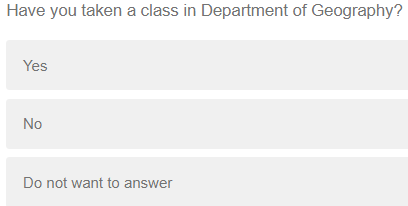 Have you taken a class in Department of Geography?
Yes
No
Do not want to answer